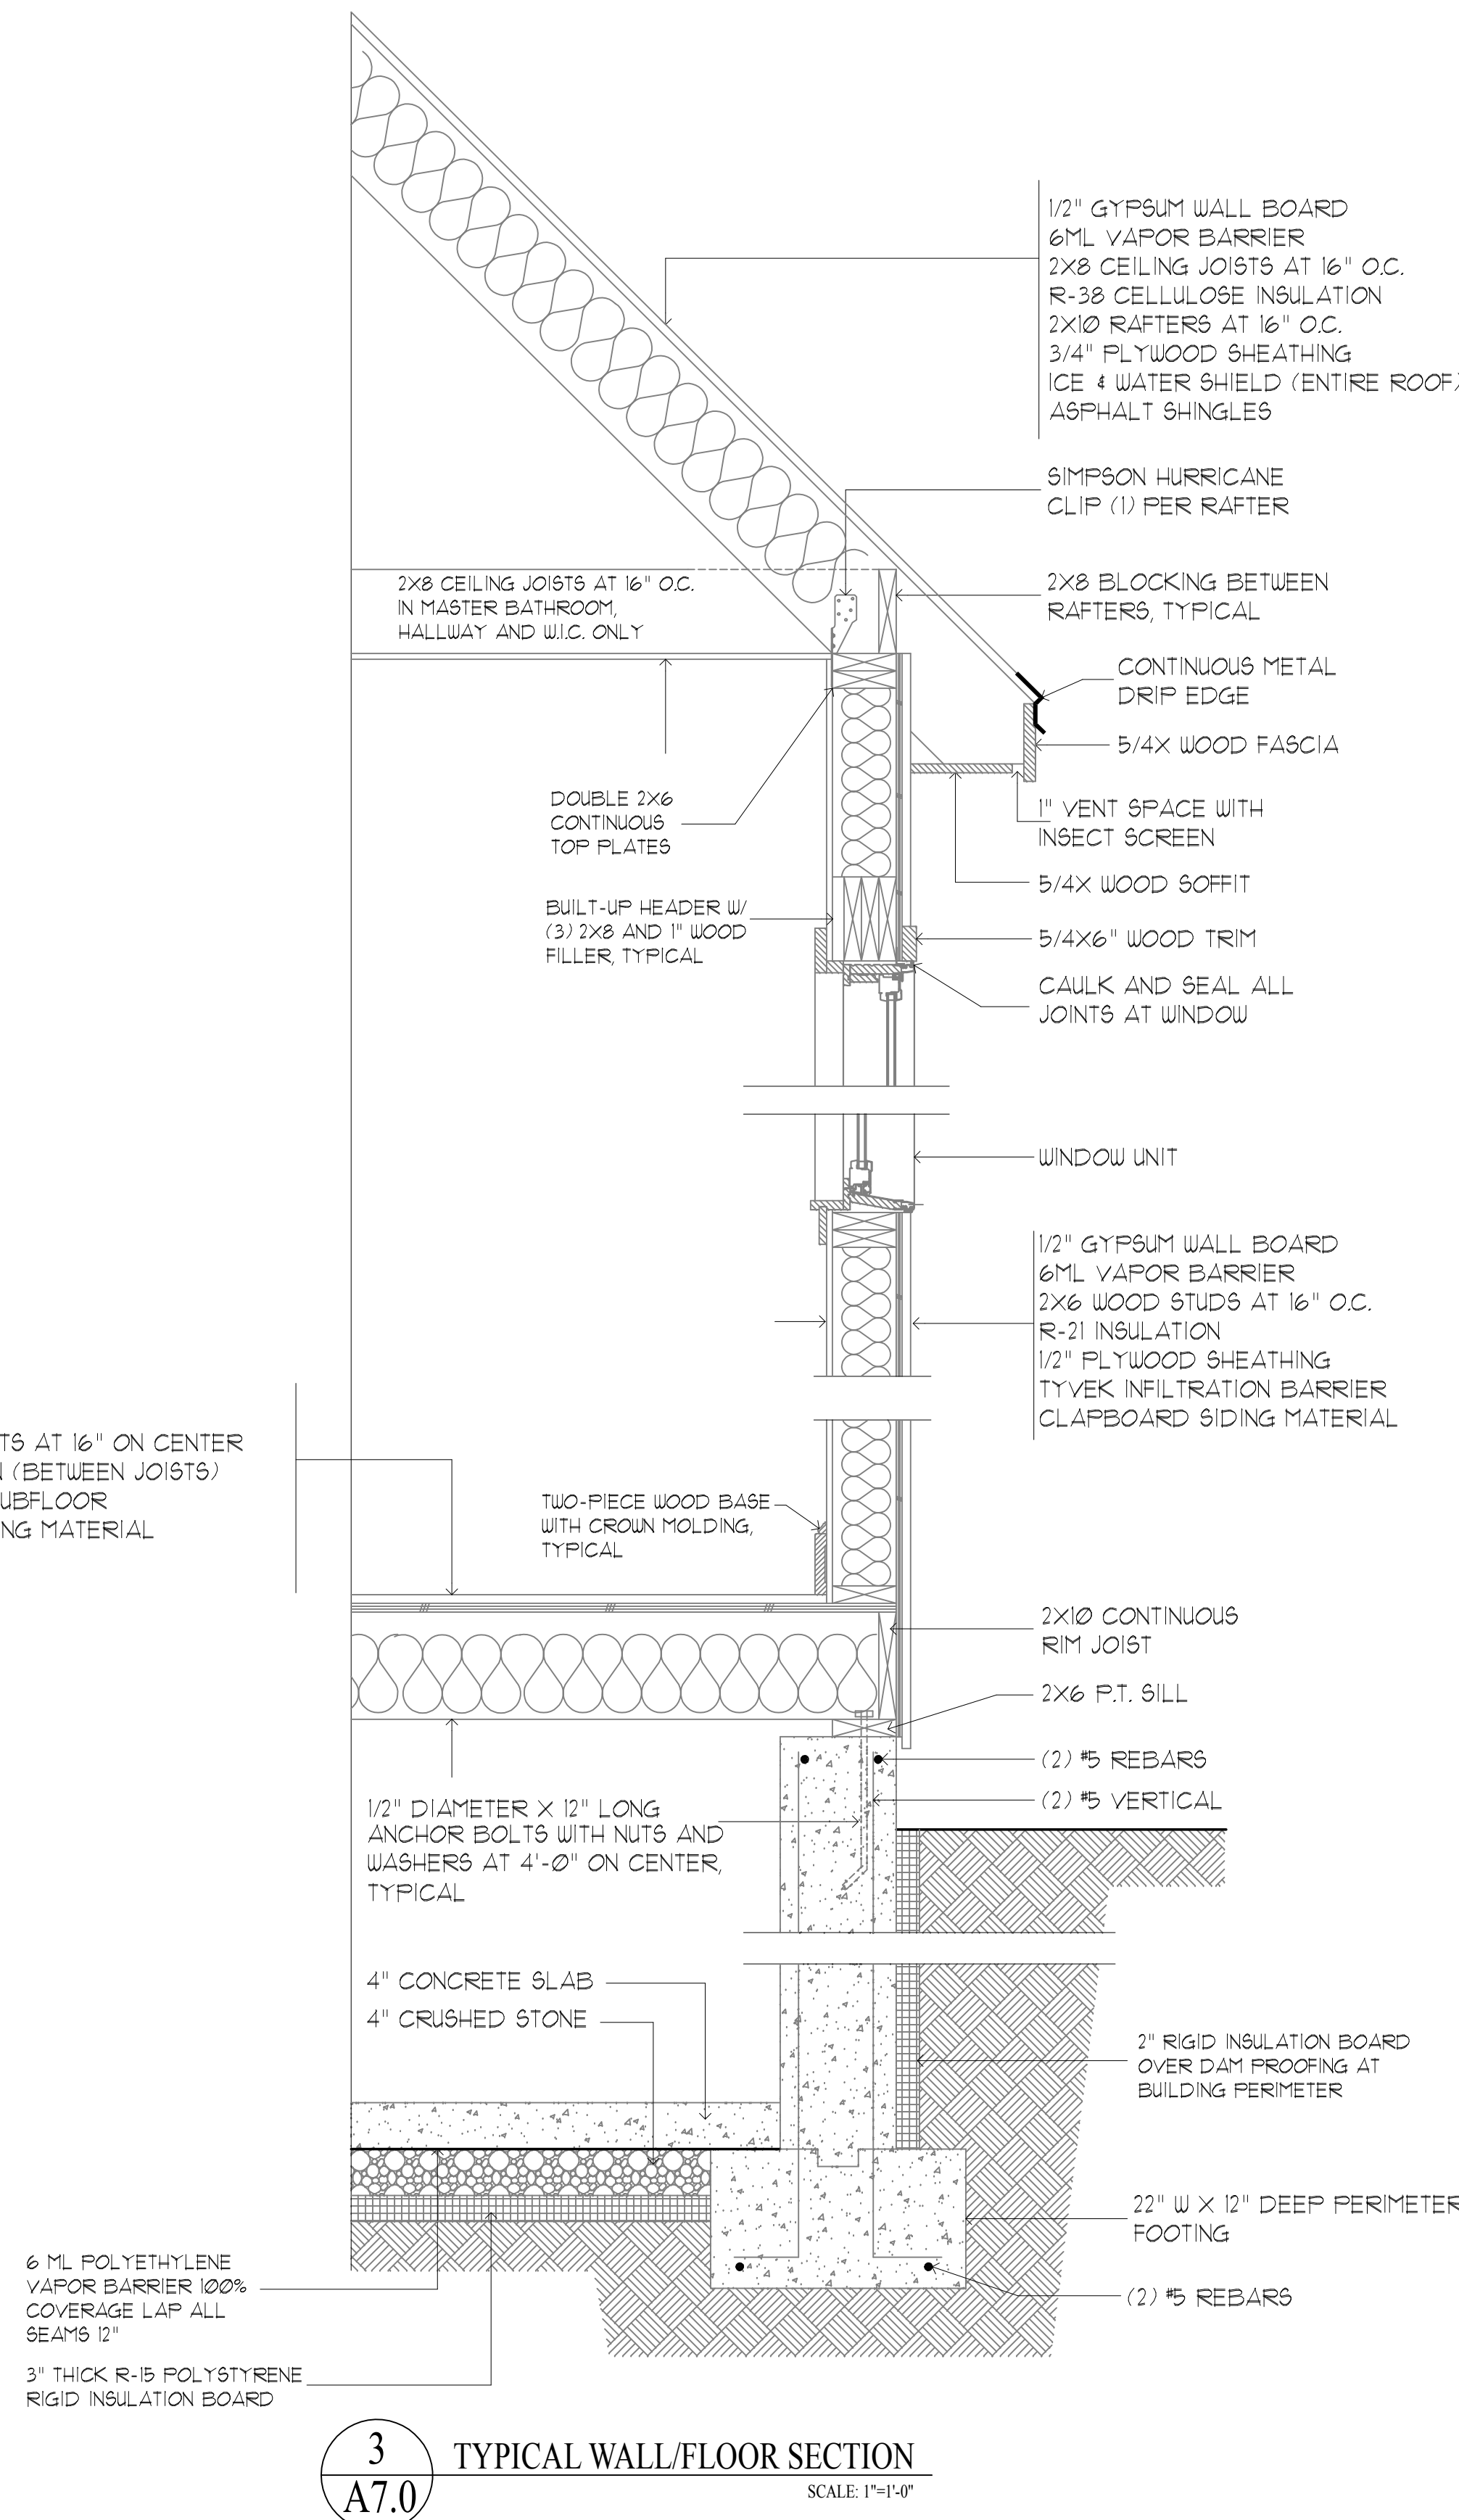 1/2" GYPSUM WALL BOARD
6ML VAPOR BARRIER
2X8 CEILING JOISTS AT 16" O.C.
R-38 CELLULOSE INSULATION
2X10 RAFTERS AT 16" O.C.
3/4" PLYWOOD SHEATHING
ICE & WATER SHIELD (ENTIRE ROOF)
ASPHALT SHINGLES
SIMPSON HURRICANE
CLIP (1) PER RAFTER
2X8 CEILING JOISTS AT 16" O.C.
IN MASTER BATHROOM,
HALLWAY AND W.I.C. ONLY
2X8 BLOCKING BETWEEN
RAFTERS, TYPICAL
CONTINUOUS METAL
DRIP EDGE
5/4X WOOD FASCIA
DOUBLE 2X6
CONTINUOUS
TOP PLATES
1" VENT SPACE WITH
INSECT SCREEN
5/4X WOOD SOFFIT
BUILT-UP HEADER W/
(3) 2X8 AND 1" WOOD
FILLER, TYPICAL
5/4X6" WOOD TRIM
CAULK AND SEAL ALL
JOINTS AT WINDOW
WINDOW UNIT
1/2" GYPSUM WALL BOARD
6ML VAPOR BARRIER
2X6 WOOD STUDS AT 16" O.C.
R-21 INSULATION
1/2" PLYWOOD SHEATHING
TYVEK INFILTRATION BARRIER
CLAPBOARD SIDING MATERIAL
TS AT 16" ON CENTER
N (BETWEEN JOISTS)
UBFLOOR
NG MATERIAL
TWO-PIECE WOOD BASE
WITH CROWN MOLDING,
TYPICAL
2X10 CONTINUOUS
RIM JOIST
2X6 P.T. SILL
(2) #5 REBARS
(2) #5 VERTICAL
1/2" DIAMETER X 12" LONG
ANCHOR BOLTS WITH NUTS AND
WASHERS AT 4'-0" ON CENTER,
TYPICAL
4" CONCRETE SLAB
4" CRUSHED STONE
2" RIGID INSULATION BOARD
OVER DAM PROOFING AT
BUILDING PERIMETER
22" W X 12" DEEP PERIMETER
FOOTING
(2) #5 REBARS
6 ML POLYETHYLENE
VAPOR BARRIER 100%
COVERAGE LAP ALL
SEAMS 12"
3" THICK R-15 POLYSTYRENE
RIGID INSULATION BOARD
3
A7.0
TYPICAL WALL/FLOOR SECTION
SCALE: 1"=1'-0"